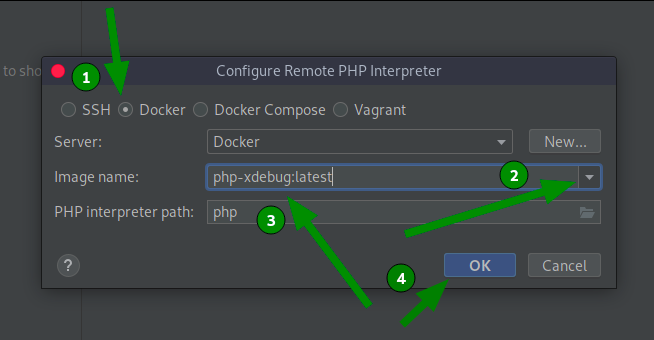 to sho
1
Configure Remote PHP Interpreter
SSH Docker Docker Compose Vagrant
Server: Docker New...
Image name: php-xdebug:latest 2
PHP interpreter path: php 3
? 4 OK Cancel